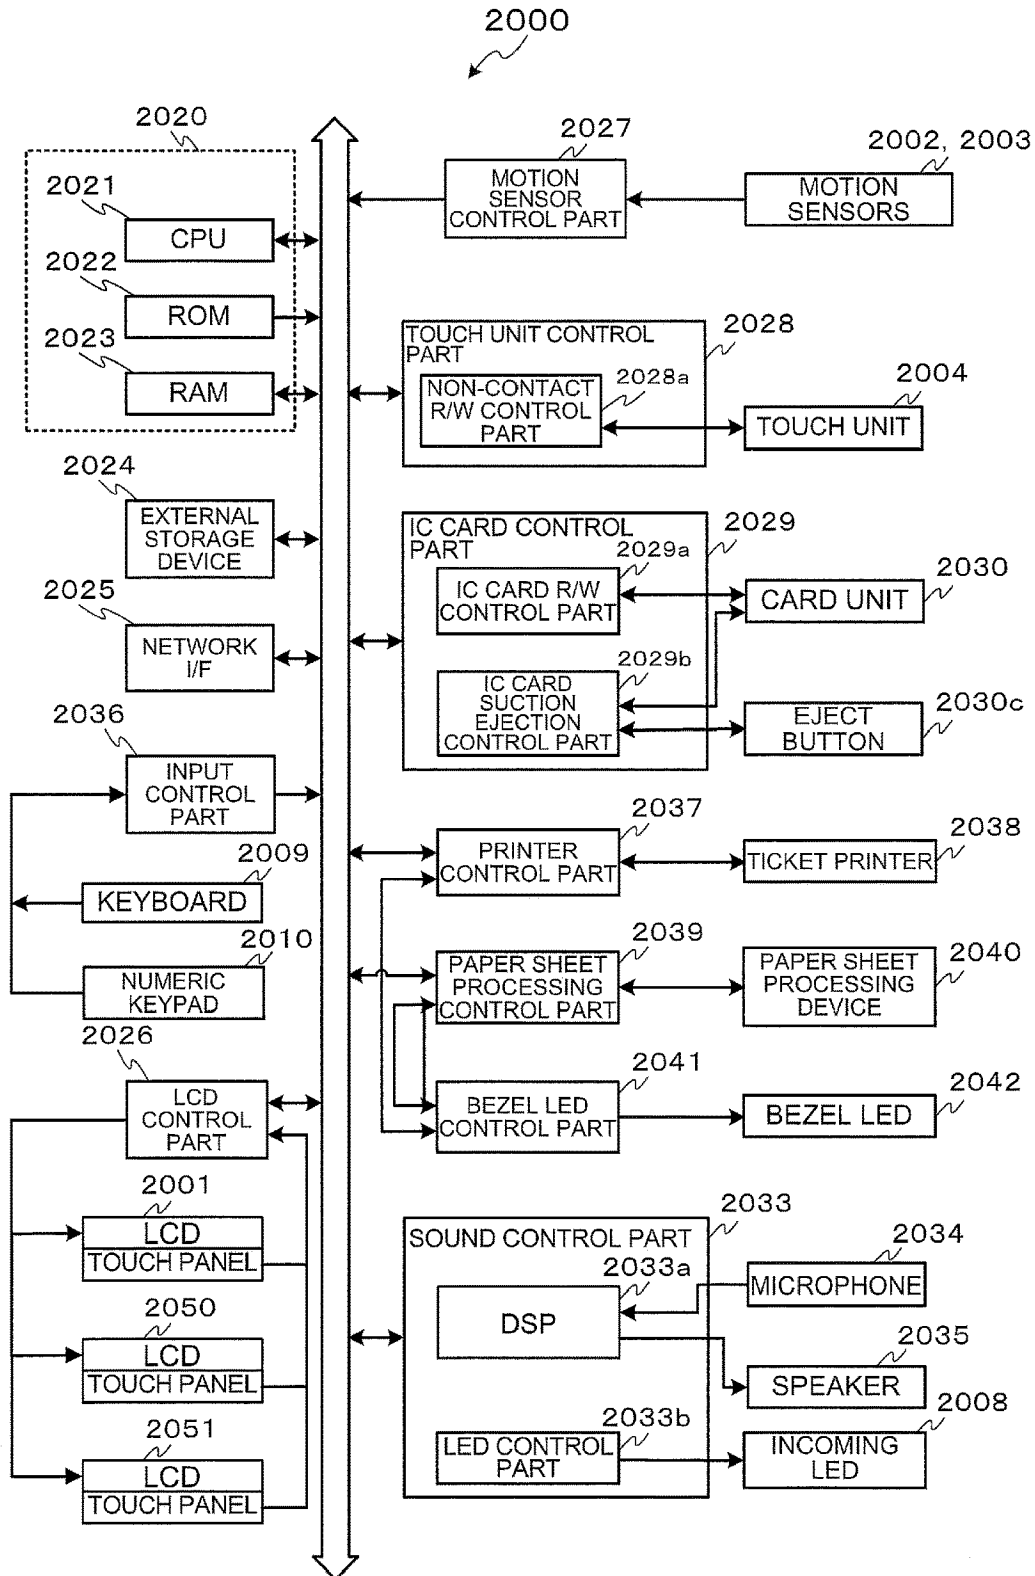 2000
2020
2021
CPU
2022
ROM
2023
RAM
2024
EXTERNAL
STORAGE
DEVICE
2025
NETWORK
I/F
2036
INPUT
CONTROL
PART
2009
KEYBOARD
2010
NUMERIC
KEYPAD
2026
LCD
CONTROL
PART
2001
LCD
TOUCH PANEL
2050
LCD
TOUCH PANEL
2051
LCD
TOUCH PANEL
2027
MOTION
SENSOR
CONTROL PART
2002, 2003
MOTION
SENSORS
TOUCH UNIT CONTROL
PART
2028
NON-CONTACT
R/W CONTROL
PART
2028a
2004
TOUCH UNIT
IC CARD CONTROL
PART
2029
2029a
IC CARD R/W
CONTROL PART
2030
CARD UNIT
2029b
IC CARD
SUCTION
EJECTION
CONTROL PART
2030c
EJECT
BUTTON
2037
PRINTER
CONTROL PART
2038
TICKET PRINTER
2039
PAPER SHEET
PROCESSING
CONTROL PART
2040
PAPER SHEET
PROCESSING
DEVICE
2041
BEZEL LED
CONTROL PART
2042
BEZEL LED
2033
SOUND CONTROL PART
2033a
DSP
2034
MICROPHONE
2035
SPEAKER
2033b
LED CONTROL
PART
2008
INCOMING
LED